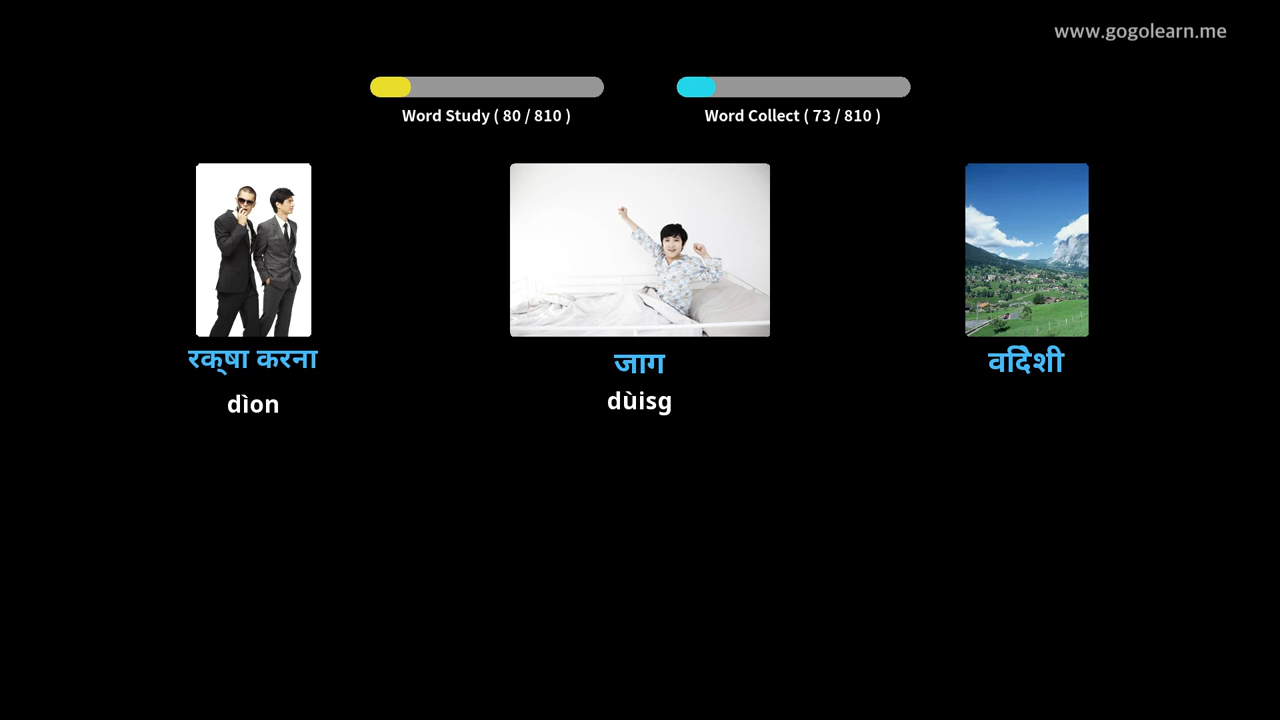 www.gogolearn.me
Word Study ( 80 / 810 )
Word Collect ( 73 / 810 )
रक्षा करना
जाग
विदेशी
dìon
dùisg